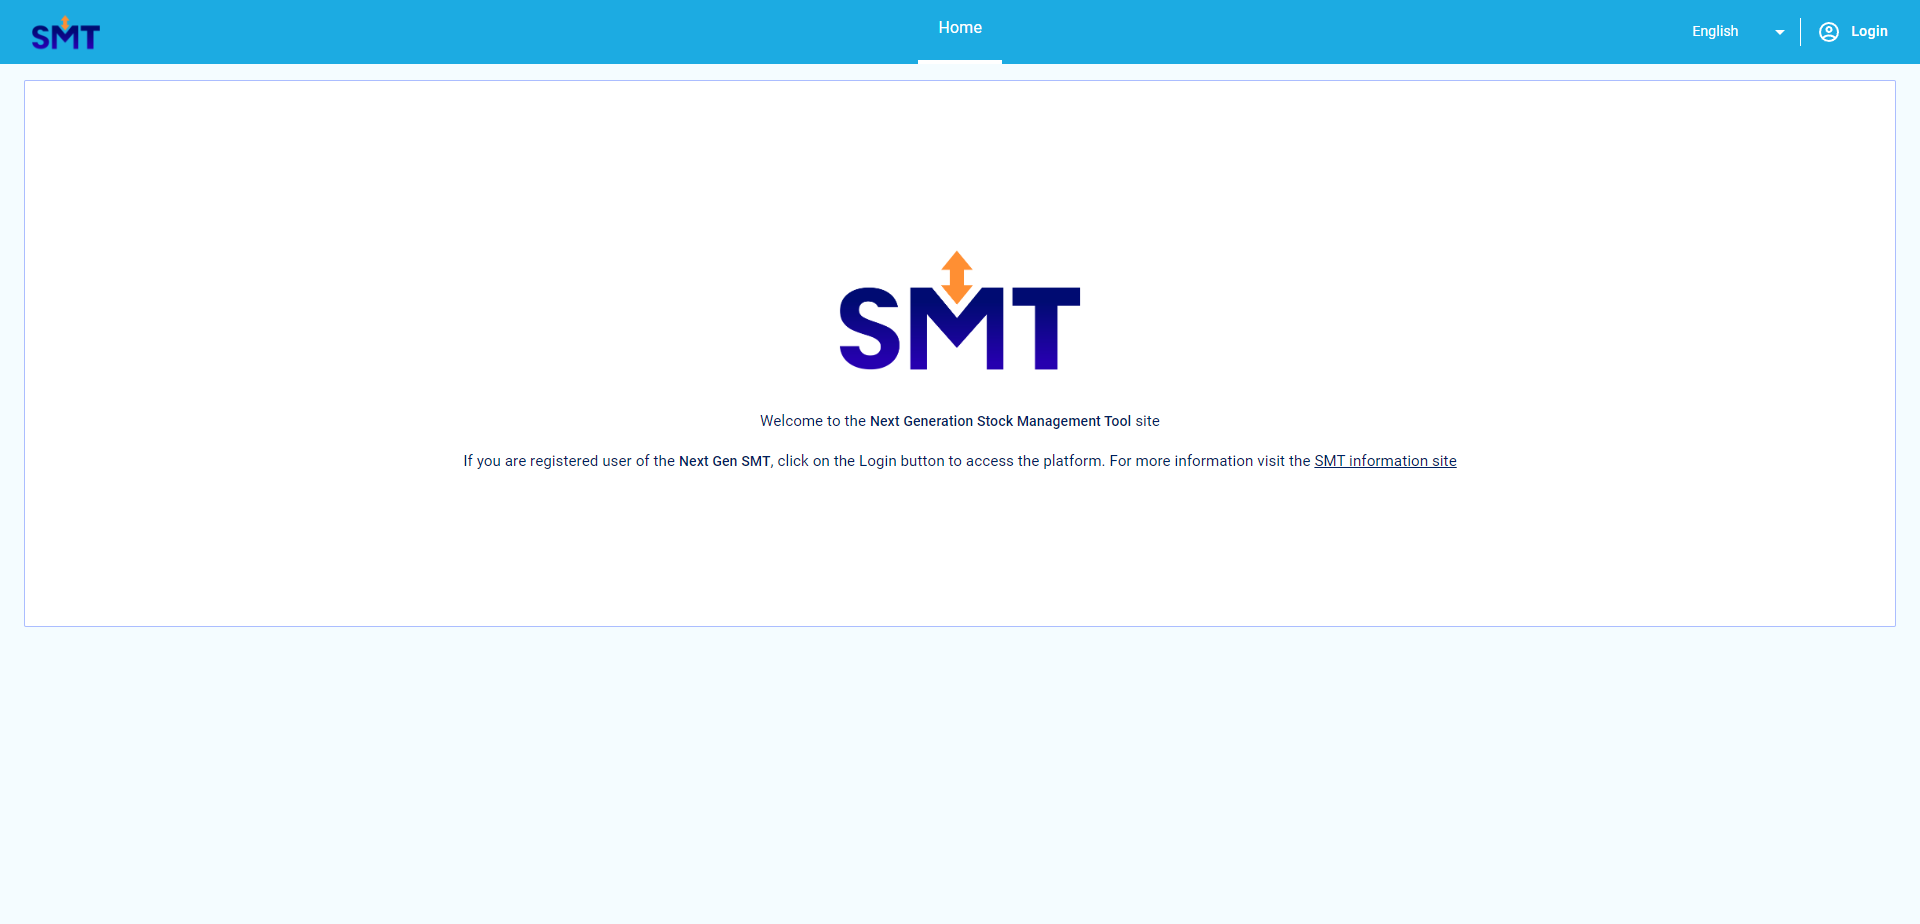 SMT
Home
English
Login
SMT
Welcome to the Next Generation Stock Management Tool site
If you are registered user of the Next Gen SMT, click on the Login button to access the platform. For more information visit the SMT information site